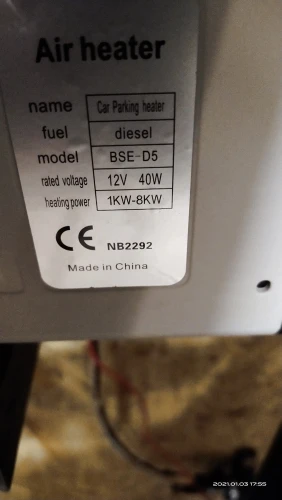 Air heater
name Car Parking heater
fuel diesel
model BSE-D5
rated voltage 12V 40W
heating power 1KW-8KW
CE NB2292
Made in China
2021.01.03 17:55